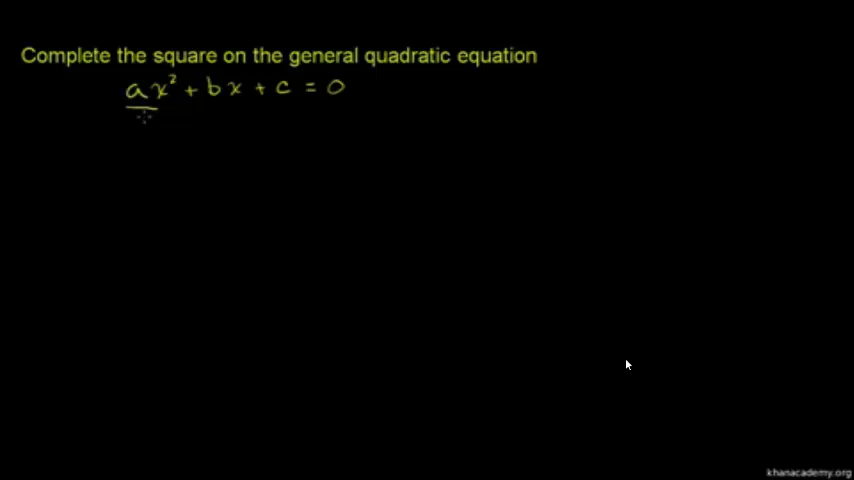 Complete the square on the general quadratic equation
ax² + bx + c = 0
khanacademy.org